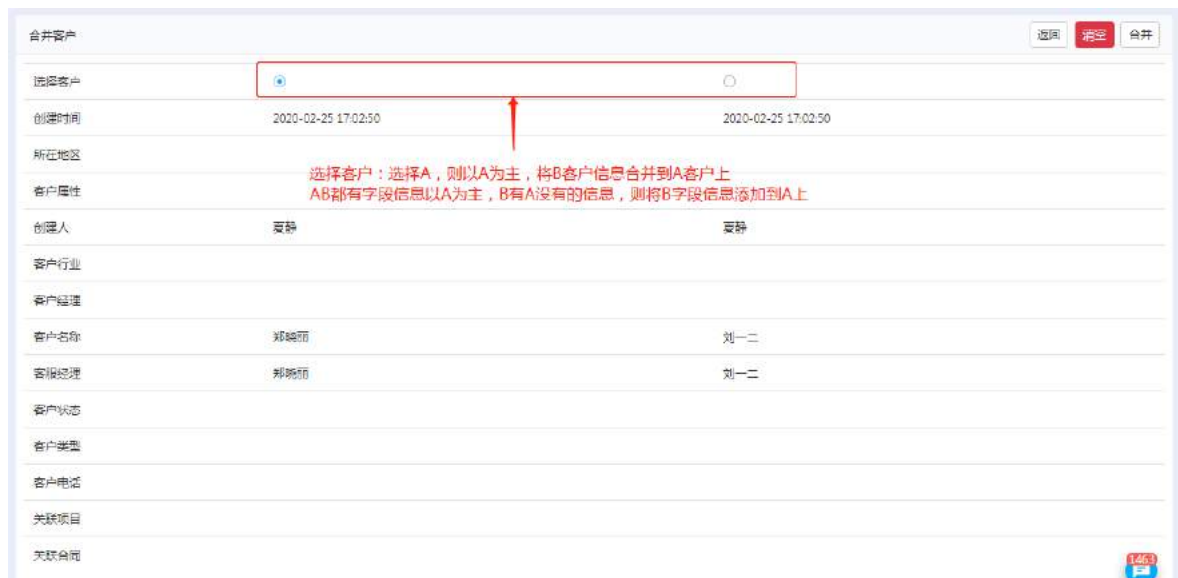 合并客户 返回 清空 合并
选择客户
创建时间 2020-02-25 17:02:50 2020-02-25 17:02:50
所在地区
选择客户：选择A，则以A为主，将B客户信息合并到A客户上
客户属性
AB都有字段信息以A为主，B有A没有的信息，则将B字段信息添加到A上
创建人 夏静 夏静
客户行业
客户经理
客户名称 郑晓丽 刘一二
客服经理 郑晓丽 刘一二
客户状态
客户类型
客户电话
关联项目
关联合同
1463